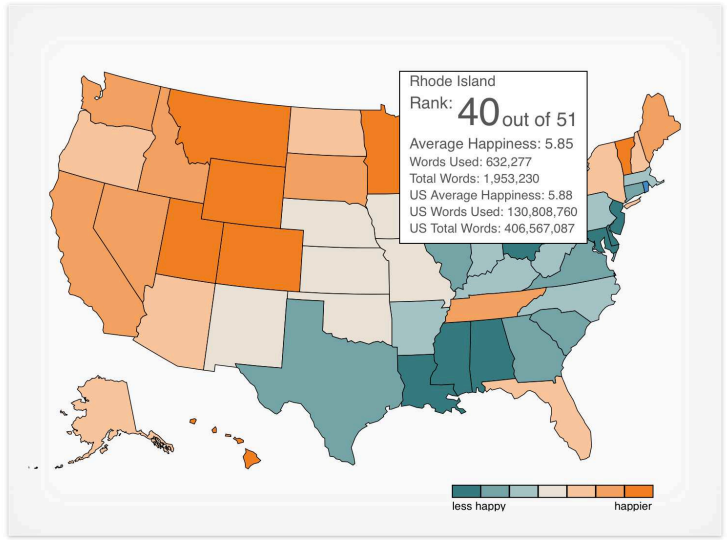 Rhode Island
Rank: 40 out of 51
Average Happiness: 5.85
Words Used: 632,277
Total Words: 1,953,230
US Average Happiness: 5.88
US Words Used: 130,808,760
US Total Words: 406,567,087
less happy happier